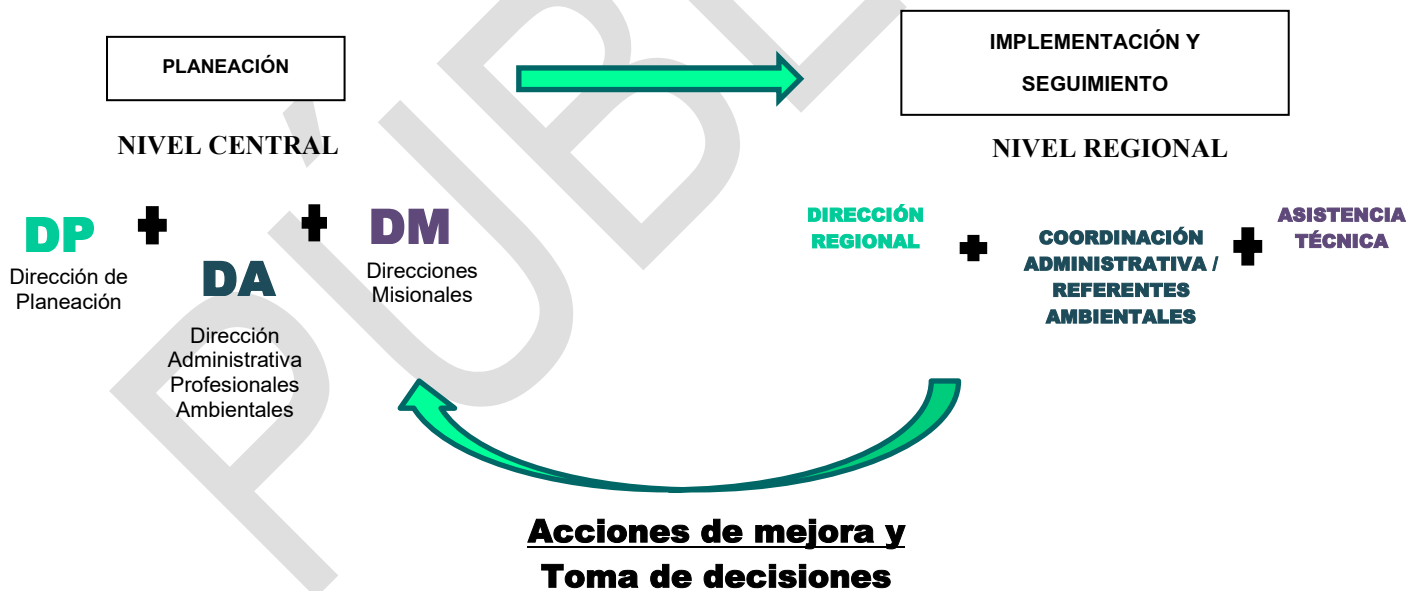 PLANEACIÓN
NIVEL CENTRAL
DP
Dirección de
Planeación
DA
Dirección
Administrativa
Profesionales
Ambientales
DM
Direcciones
Misionales
IMPLEMENTACIÓN Y
SEGUIMIENTO
NIVEL REGIONAL
DIRECCIÓN
REGIONAL
COORDINACIÓN
ADMINISTRATIVA /
REFERENTES
AMBIENTALES
ASISTENCIA
TÉCNICA
Acciones de mejora y
Toma de decisiones
PÚBL